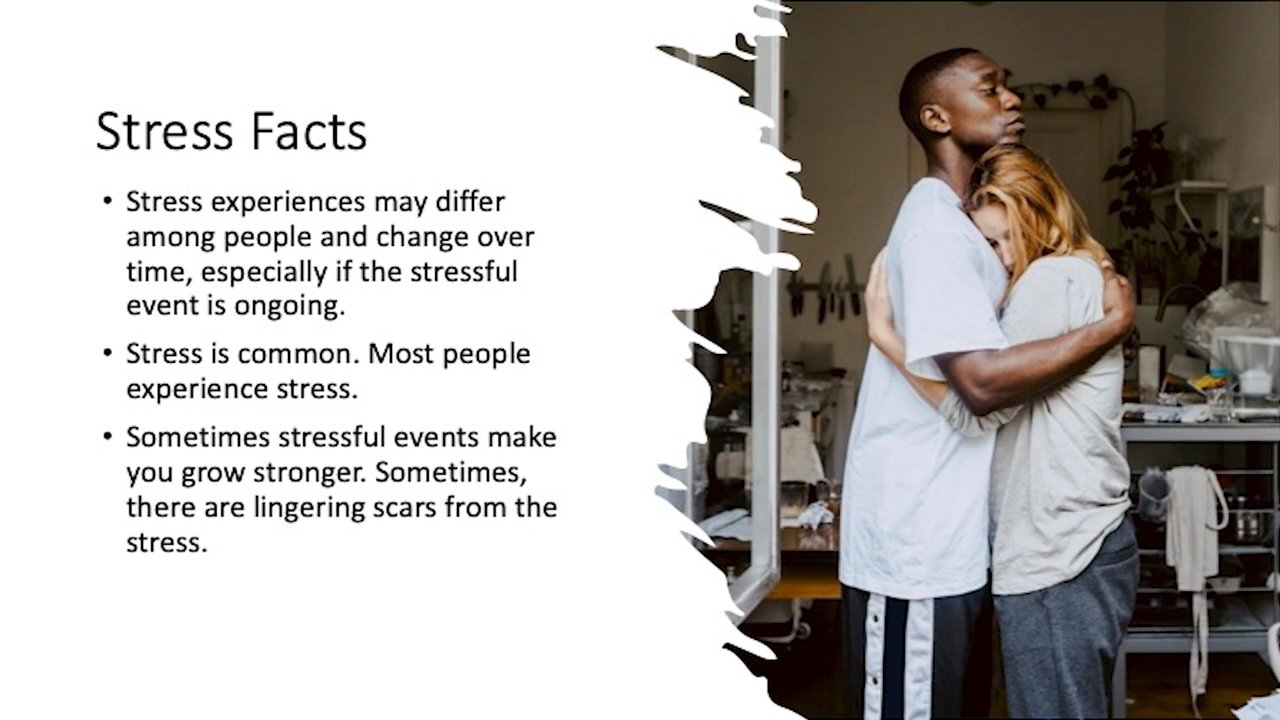 Stress Facts
• Stress experiences may differ
among people and change over
time, especially if the stressful
event is ongoing.
• Stress is common. Most people
experience stress.
• Sometimes stressful events make
you grow stronger. Sometimes,
there are lingering scars from the
stress.